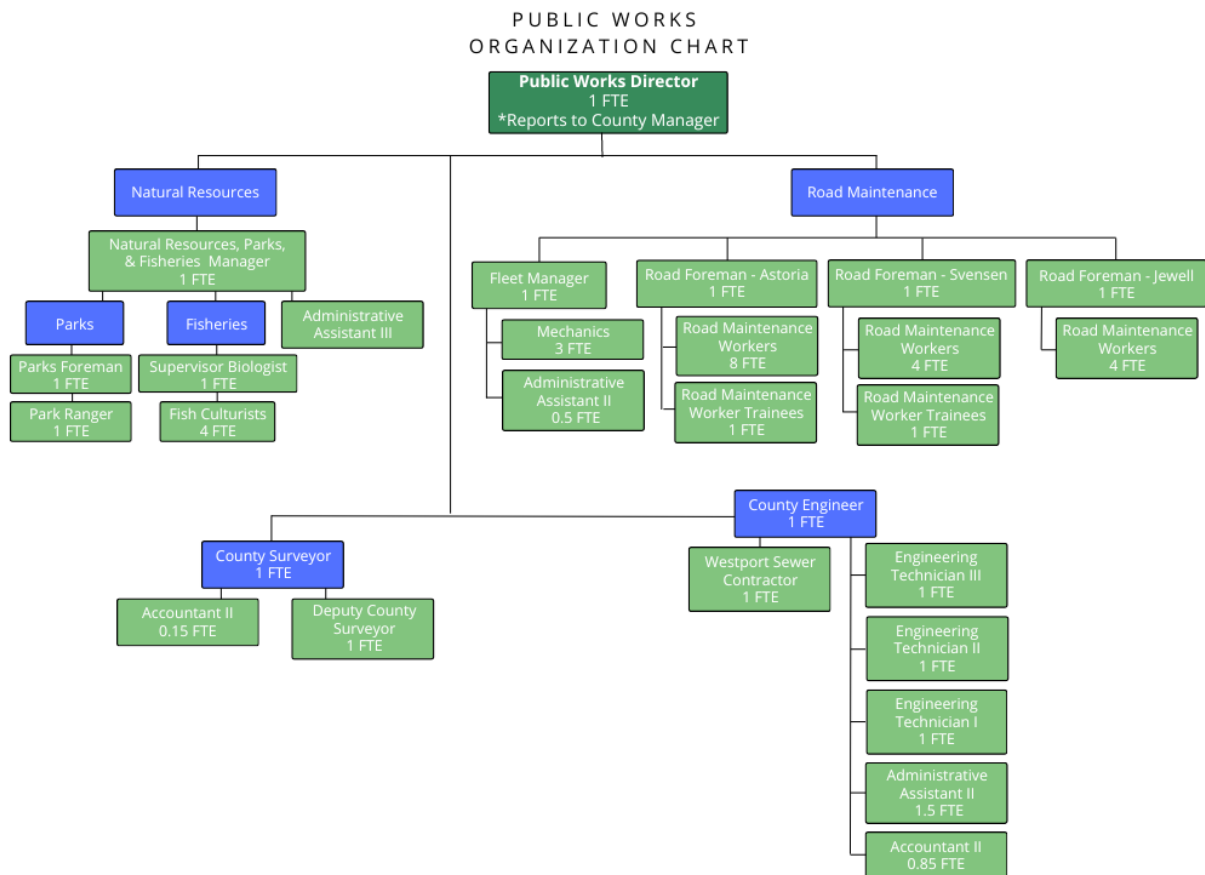 PUBLIC WORKS
ORGANIZATION CHART
Public Works Director
1 FTE
*Reports to County Manager
Natural Resources
Natural Resources, Parks,
& Fisheries Manager
1 FTE
Parks
Parks Foreman
1 FTE
Park Ranger
1 FTE
Fisheries
Supervisor Biologist
1 FTE
Fish Culturists
4 FTE
Administrative
Assistant III
Road Maintenance
Fleet Manager
1 FTE
Mechanics
3 FTE
Administrative
Assistant II
0.5 FTE
Road Foreman - Astoria
1 FTE
Road Maintenance
Workers
8 FTE
Road Maintenance
Worker Trainees
1 FTE
Road Foreman - Svensen
1 FTE
Road Maintenance
Workers
4 FTE
Road Maintenance
Worker Trainees
1 FTE
Road Foreman - Jewell
1 FTE
Road Maintenance
Workers
4 FTE
County Surveyor
1 FTE
Accountant II
0.15 FTE
Deputy County
Surveyor
1 FTE
County Engineer
1 FTE
Westport Sewer
Contractor
1 FTE
Engineering
Technician III
1 FTE
Engineering
Technician II
1 FTE
Engineering
Technician I
1 FTE
Administrative
Assistant II
1.5 FTE
Accountant II
0.85 FTE